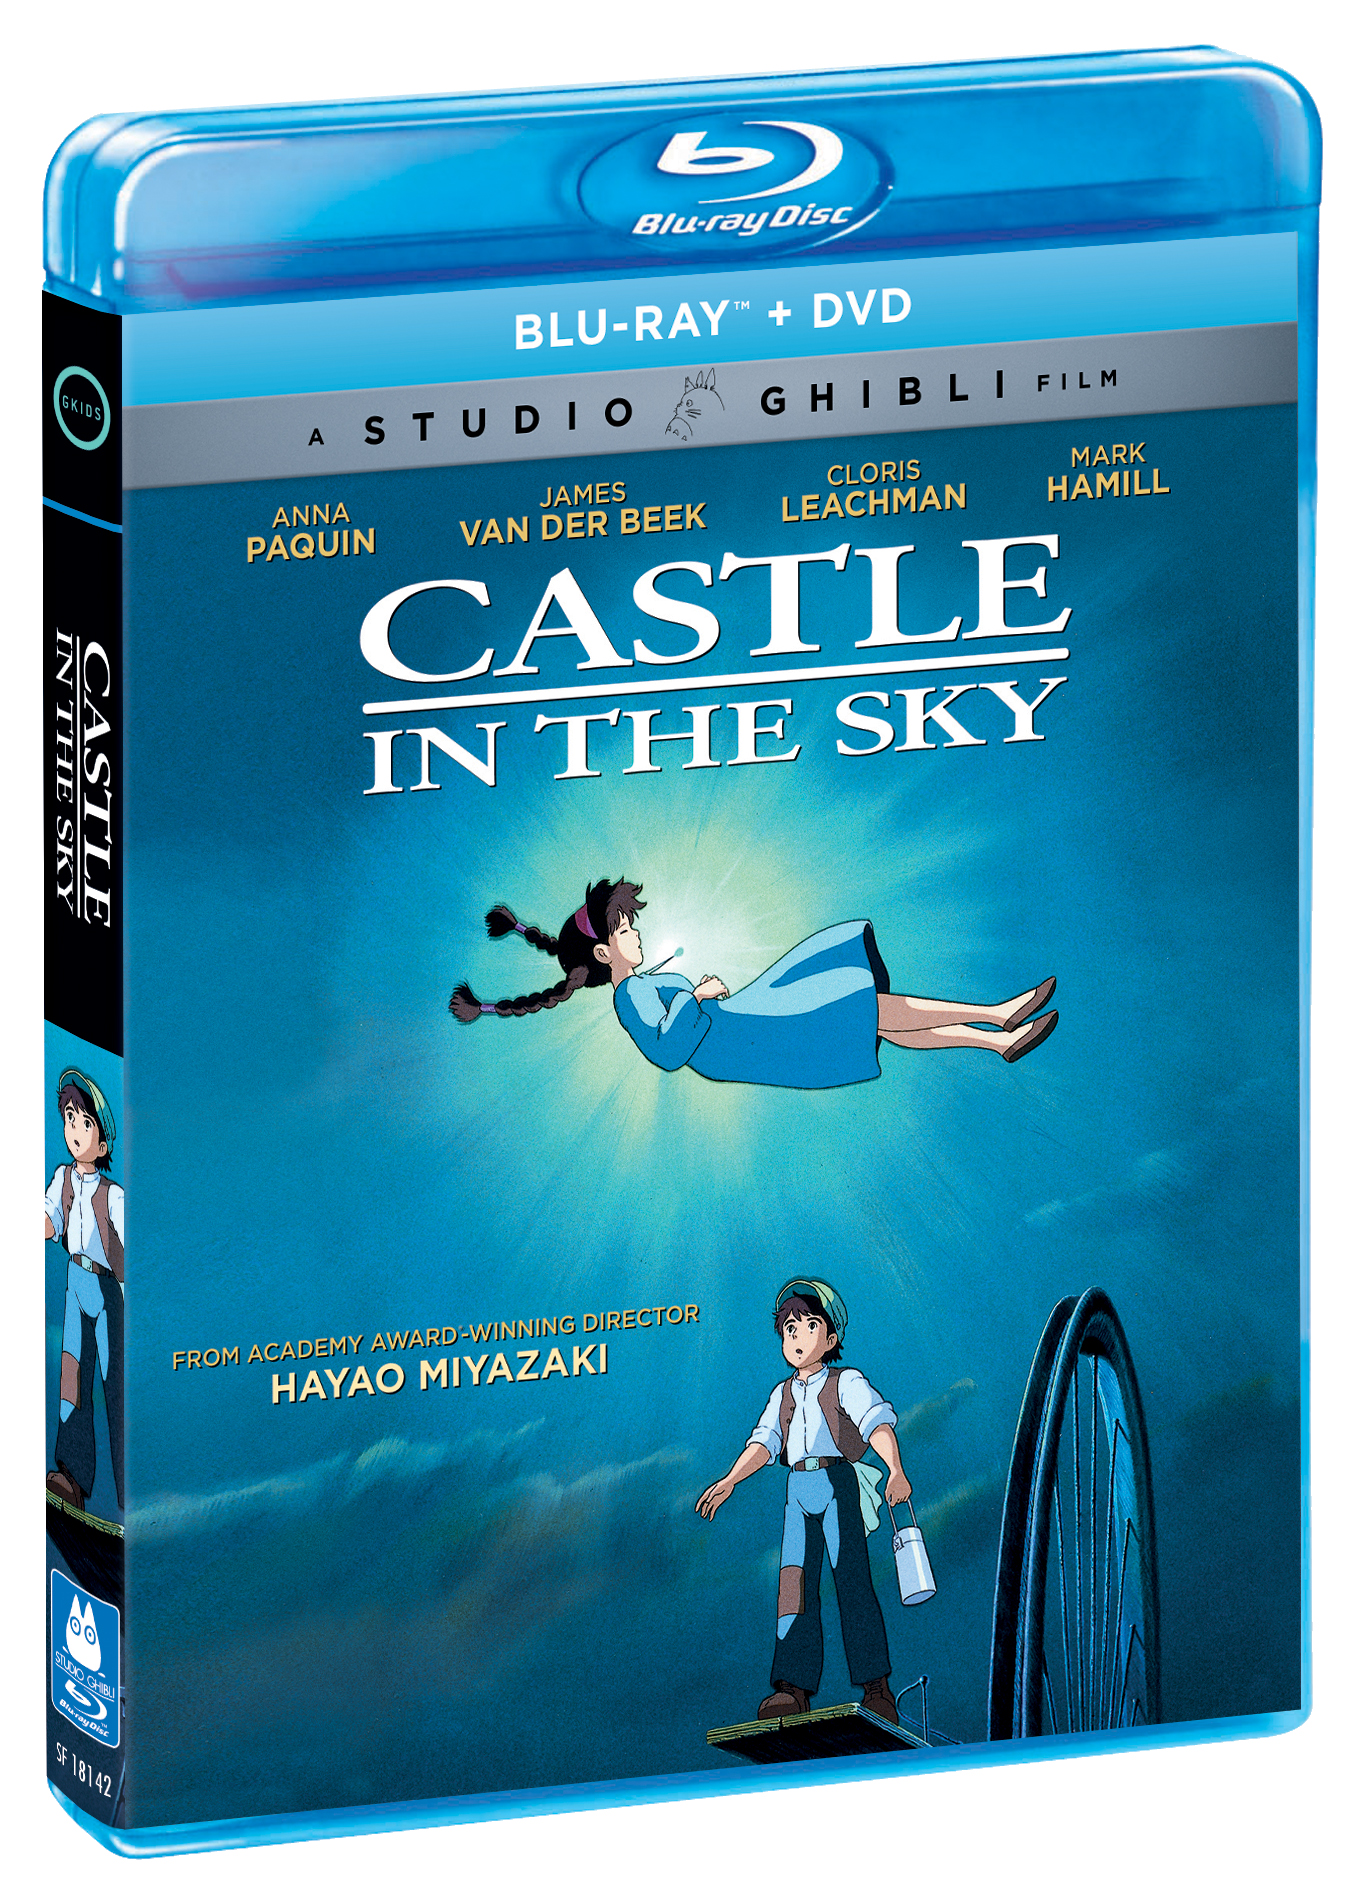 Blu-ray Disc
BLU-RAY™ + DVD
A STUDIO GHIBLI FILM
ANNA PAQUIN
JAMES VAN DER BEEK
CLORIS LEACHMAN
MARK HAMILL
CASTLE
IN THE SKY
FROM ACADEMY AWARD®-WINNING DIRECTOR
HAYAO MIYAZAKI
GKIDS
CASTLE
IN THE SKY
STUDIO GHIBLI
Blu-ray Disc™
SF 18142